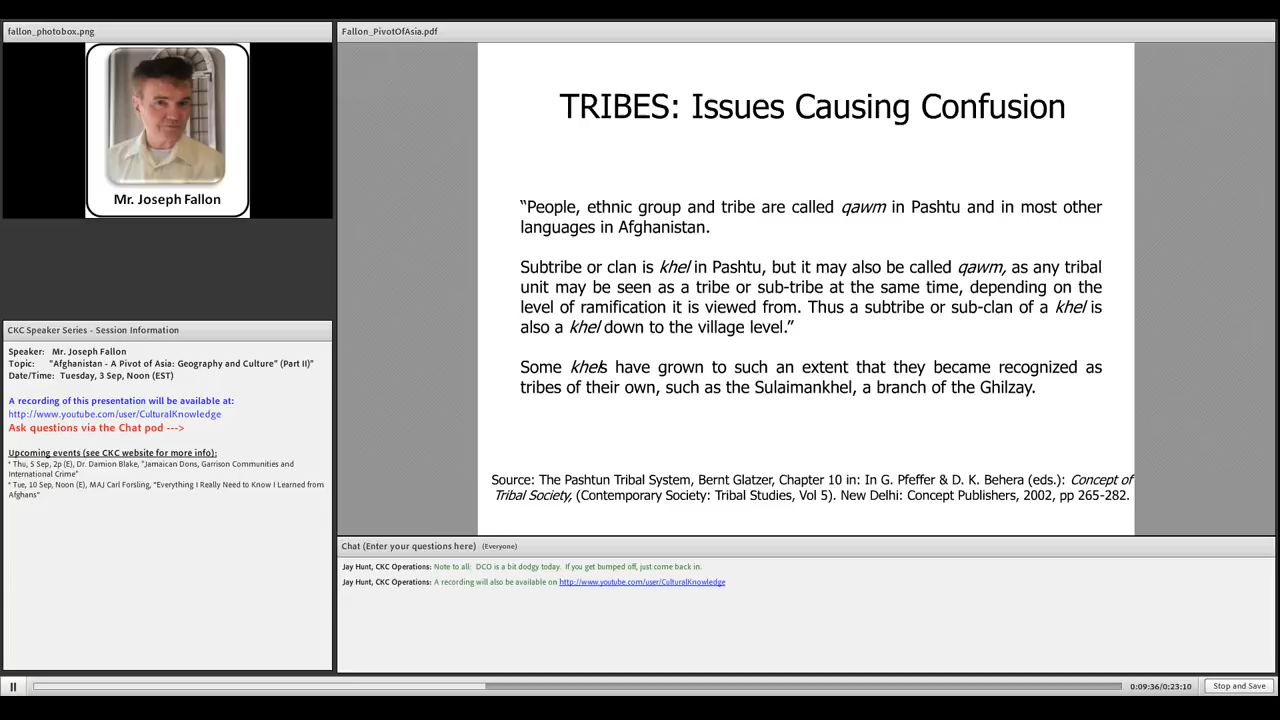 fallon_photobox.png
Mr. Joseph Fallon
CKC Speaker Series - Session Information
Speaker: Mr. Joseph Fallon
Topic: "Afghanistan - A Pivot of Asia: Geography and Culture" (Part II)"
Date/Time: Tuesday, 3 Sep, Noon (EST)
A recording of this presentation will be available at:
http://www.youtube.com/user/CulturalKnowledge
Ask questions via the Chat pod --->
Upcoming events (see CKC website for more info):
* Thu, 5 Sep, 2p (E), Dr. Damion Blake, "Jamaican Dons, Garrison Communities and
International Crime"
* Tue, 10 Sep, Noon (E), MAJ Carl Forsling, "Everything I Really Need to Know I Learned from
Afghans"
Fallon_PivotOfAsia.pdf
TRIBES: Issues Causing Confusion
“People, ethnic group and tribe are called qawm in Pashtu and in most other
languages in Afghanistan.
Subtribe or clan is khel in Pashtu, but it may also be called qawm, as any tribal
unit may be seen as a tribe or sub-tribe at the same time, depending on the
level of ramification it is viewed from. Thus a subtribe or sub-clan of a khel is
also a khel down to the village level.”
Some khels have grown to such an extent that they became recognized as
tribes of their own, such as the Sulaimankhel, a branch of the Ghilzay.
Source: The Pashtun Tribal System, Bernt Glatzer, Chapter 10 in: In G. Pfeffer & D. K. Behera (eds.): Concept of
Tribal Society, (Contemporary Society: Tribal Studies, Vol 5). New Delhi: Concept Publishers, 2002, pp 265-282.
Chat (Enter your questions here) (Everyone)
Jay Hunt, CKC Operations: Note to all: DCO is a bit dodgy today. If you get bumped off, just come back in.
Jay Hunt, CKC Operations: A recording will also be available on http://www.youtube.com/user/CulturalKnowledge
0:09:36/0:23:10
Stop and Save